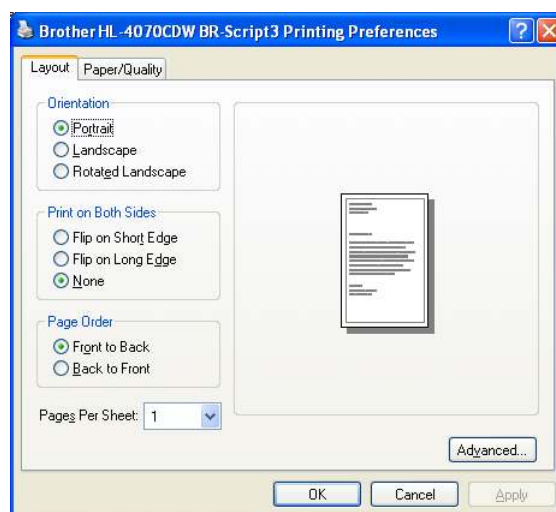 Brother HL-4070CDW BR-Script3 Printing Preferences
Layout
Paper/Quality
Orientation
Portrait
Landscape
Rotated Landscape
Print on Both Sides
Flip on Short Edge
Flip on Long Edge
None
Page Order
Front to Back
Back to Front
Pages Per Sheet: 1
Advanced...
OK
Cancel
Apply